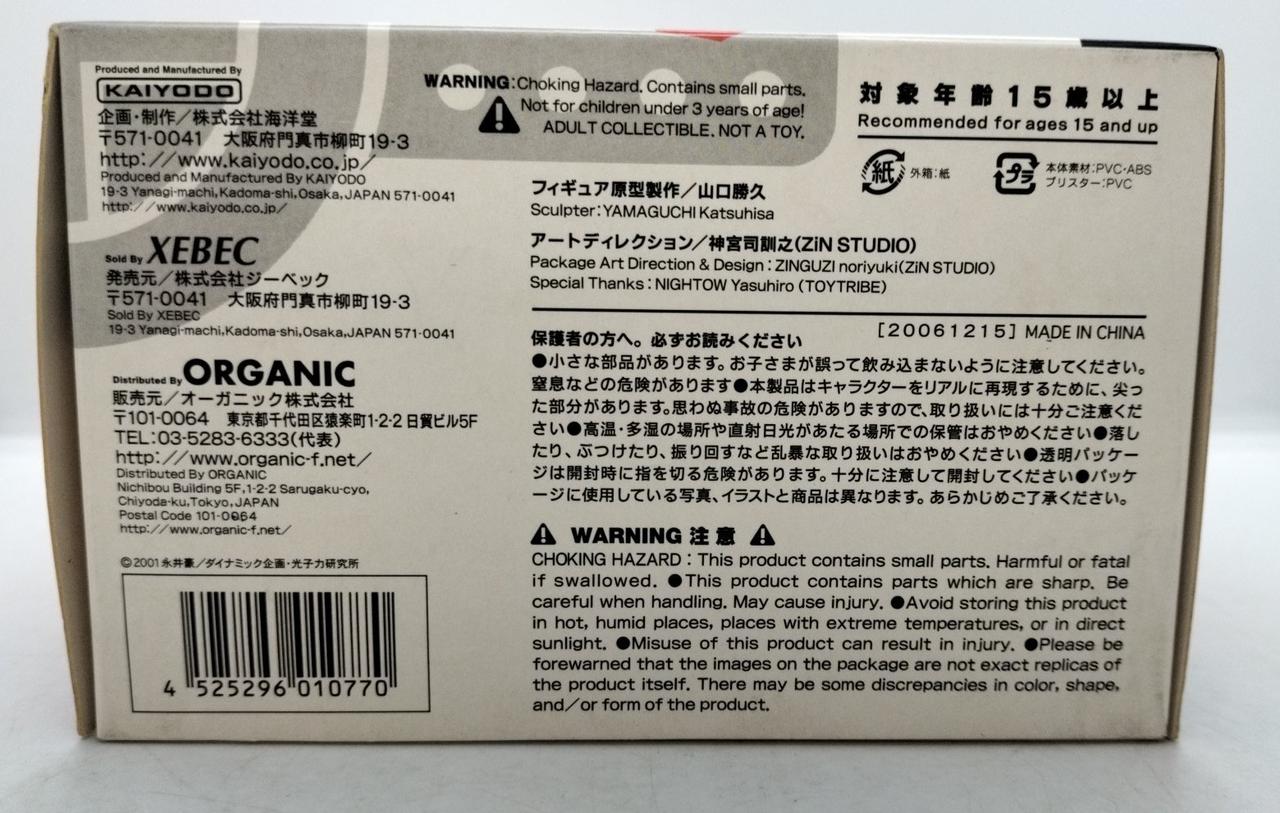 Produced and Manufactured By
KAIYODO
企画・制作／株式会社海洋堂
〒571-0041　大阪府門真市柳町19-3
http://www.kaiyodo.co.jp/
Produced and Manufactured By KAIYODO
19-3 Yanagi-machi,Kadoma-shi,Osaka,JAPAN 571-0041
http://www.kaiyodo.co.jp/
Sold By XEBEC
発売元／株式会社ジーベック
〒571-0041　大阪府門真市柳町19-3
Sold By XEBEC
19-3 Yanagi-machi,Kadoma-shi,Osaka,JAPAN 571-0041
Distributed By ORGANIC
販売元／オーガニック株式会社
〒101-0064　東京都千代田区猿楽町1-2-2 日貿ビル5F
TEL:03-5283-6333(代表)
http://www.organic-f.net/
Distributed By ORGANIC
Nichibou Building 5F,1-2-2 Sarugaku-cyo,
Chiyoda-ku,Tokyo,JAPAN
Postal Code 101-0064
http://www.organic-f.net/
©2001 永井豪／ダイナミック企画・光子力研究所
4 525296 010770
WARNING:Choking Hazard. Contains small parts.
Not for children under 3 years of age!
ADULT COLLECTIBLE. NOT A TOY.
対象年齢15歳以上
Recommended for ages 15 and up
紙 外箱:紙
プラ 本体素材:PVC・ABS
ブリスター:PVC
フィギュア原型製作／山口勝久
Sculpter:YAMAGUCHI Katsuhisa
アートディレクション／神宮司訓之(ZiN STUDIO)
Package Art Direction & Design : ZINGUZI noriyuki(ZiN STUDIO)
Special Thanks : NIGHTOW Yasuhiro (TOYTRIBE)
[20061215] MADE IN CHINA
保護者の方へ。必ずお読みください
●小さな部品があります。お子さまが誤って飲み込まないように注意してください。
窒息などの危険があります●本製品はキャラクターをリアルに再現するために、尖っ
た部分があります。思わぬ事故の危険がありますので、取り扱いには十分ご注意くだ
さい●高温・多湿の場所や直射日光があたる場所での保管はおやめください●落し
たり、ぶつけたり、振り回すなど乱暴な取り扱いはおやめください●透明パッケー
ジは開封時に指を切る危険があります。十分に注意して開封してください●パッケ
ージに使用している写真、イラストと商品は異なります。あらかじめご了承ください。
WARNING 注意
CHOKING HAZARD : This product contains small parts. Harmful or fatal
if swallowed. ●This product contains parts which are sharp. Be
careful when handling. May cause injury. ●Avoid storing this product
in hot, humid places, places with extreme temperatures, or in direct
sunlight. ●Misuse of this product can result in injury. ●Please be
forewarned that the images on the package are not exact replicas of
the product itself. There may be some discrepancies in color, shape,
and/or form of the product.